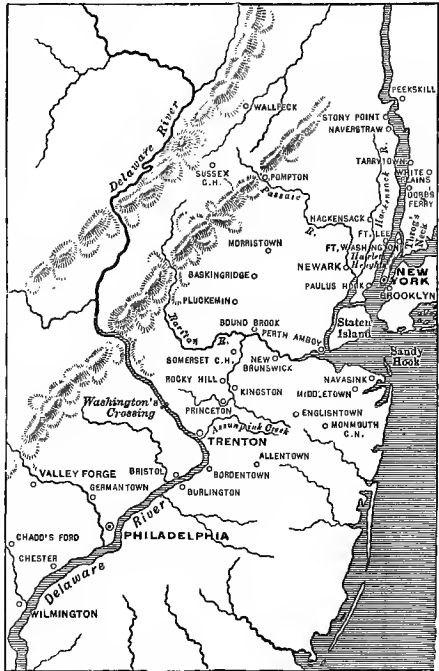 PEEKSKILL
WALLPECK
STONY POINT
HAVERSTRAW
Delaware River
TARRYTOWN
SUSSEX
C.H.
POMPTON
WHITE
PLAINS
DOBBS
FERRY
Passaic
R.
Hackensack R.
HACKENSACK
FT. LEE
FT. WASHINGTON
Harlem
Heights
Throg's
Neck
MORRISTOWN
NEWARK
NEW
YORK
BASKINGRIDGE
PAULUS HOOK
BROOKLYN
PLUCKEMIN
Staten
Island
Raritan
R.
BOUND BROOK
PERTH AMBOY
SOMERSET C.H.
NEW
BRUNSWICK
Sandy
Hook
ROCKY HILL
KINGSTON
NAVASINK
MIDDLETOWN
Washington's
Crossing
PRINCETON
ENGLISHTOWN
MONMOUTH
C.N.
Assunpink Creek
TRENTON
ALLENTOWN
VALLEY FORGE
BRISTOL
BORDENTOWN
GERMANTOWN
BURLINGTON
CHADD'S FORD
PHILADELPHIA
CHESTER
Delaware River
WILMINGTON